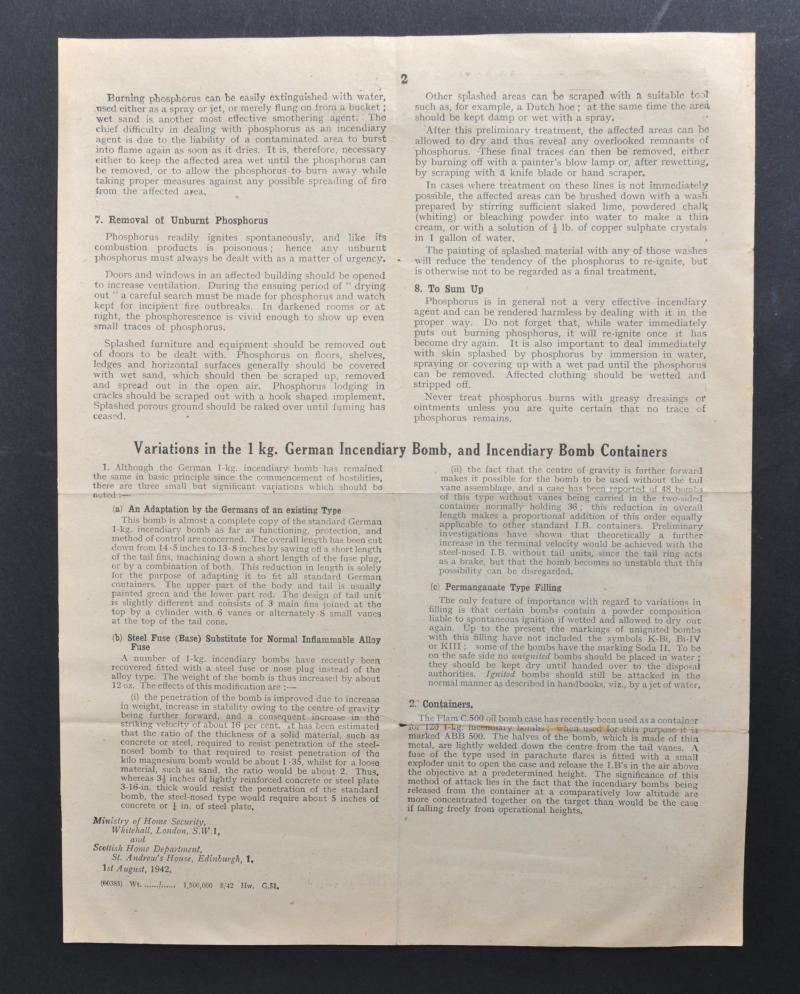 2
Burning phosphorus can be easily extinguished with water,
used either as a spray or jet, or merely flung on from a bucket ;
wet sand is another most effective smothering agent. The
chief difficulty in dealing with phosphorus as an incendiary
agent is due to the liability of a contaminated area to burst
into flame again as soon as it dries. It is, therefore, necessary
either to keep the affected area wet until the phosphorus can
be removed, or to allow the phosphorus to burn away while
taking proper measures against any possible spreading of fire
from the affected area.
7. Removal of Unburnt Phosphorus
Phosphorus readily ignites spontaneously, and like its
combustion products is poisonous ; hence any unburnt
phosphorus must always be dealt with as a matter of urgency.
Doors and windows in an affected building should be opened
to increase ventilation. During the ensuing period of " drying
out " a careful search must be made for phosphorus and watch
kept for incipient fire outbreaks. In darkened rooms or at
night, the phosphorescence is vivid enough to show up even
small traces of phosphorus.
Splashed furniture and equipment should be removed out
of doors to be dealt with. Phosphorus on floors, shelves,
ledges and horizontal surfaces generally should be covered
with wet sand, which should then be scraped up, removed
and spread out in the open air. Phosphorus lodging in
cracks should be scraped out with a hook shaped implement.
Splashed porous ground should be raked over until fuming has
ceased.
Other splashed areas can be scraped with a suitable tool
such as, for example, a Dutch hoe ; at the same time the area
should be kept damp or wet with a spray.
After this preliminary treatment, the affected areas can be
allowed to dry and thus reveal any overlooked remnants of
phosphorus. These final traces can be removed, either
by burning off with a painter's blow lamp or, after rewetting,
by scraping with a knife blade or hand scraper.
In cases where treatment on these lines is not immediately
possible, the affected areas can be brushed down with a wash
prepared by stirring sufficient slaked lime, powdered chalk
(whiting) or bleaching powder into water to make a thin
cream, or with a solution of ½ lb. of copper sulphate crystals
in 1 gallon of water.
The painting of splashed material with any of those washes
will reduce the tendency of the phosphorus to re-ignite, but
is otherwise not to be regarded as a final treatment.
8. To Sum Up
Phosphorus is in general not a very effective incendiary
agent and can be rendered harmless by dealing with it in the
proper way. Do not forget that, while water immediately
puts out burning phosphorus, it will re-ignite once it has
become dry again. It is also important to deal immediately
with skin splashed by phosphorus by immersion in water,
spraying or covering up with a wet pad until the phosphorus
can be removed. Affected clothing should be wetted and
stripped off.
Never treat phosphorus burns with greasy dressings or
ointments unless you are quite certain that no trace of
phosphorus remains.
Variations in the 1 kg. German Incendiary Bomb, and Incendiary Bomb Containers
1. Although the German 1-kg. incendiary bomb has remained
the same in basic principle since the commencement of hostilities,
there are three small but significant variations which should be
noted :—
(a) An Adaptation by the Germans of an existing Type
This bomb is almost a complete copy of the standard German
1-kg. incendiary bomb as far as functioning, protection, and
method of control are concerned. The overall length has been cut
down from 14·5 inches to 13·8 inches by sawing off a short length
of the tail fins, machining down a short length of the fuse plug,
or by a combination of both. This reduction in length is solely
for the purpose of adapting it to fit all standard German
containers. The upper part of the body and tail is usually
painted green and the lower part red. The design of tail unit
is slightly different and consists of 3 main fins joined at the
top by a cylinder with 6 vanes or alternately 8 small vanes
at the top of the tail cone.
(b) Steel Fuse (Base) Substitute for Normal Inflammable Alloy
Fuse
A number of 1-kg. incendiary bombs have recently been
recovered fitted with a steel fuse or nose plug instead of the
alloy type. The weight of the bomb is thus increased by about
12 oz. The effects of this modification are :—
(i) the penetration of the bomb is improved due to increase
in weight, increase in stability owing to the centre of gravity
being further forward, and a consequent increase in the
striking velocity of about 16 per cent. It has been estimated
that the ratio of the thickness of a solid material, such as
concrete or steel, required to resist penetration of the steel-
nosed bomb to that required to resist penetration of the
kilo magnesium bomb would be about 1·35, whilst for a loose
material, such as sand, the ratio would be about 2. Thus,
whereas 3¾ inches of lightly reinforced concrete or steel plate
3-16-in. thick would resist the penetration of the standard
bomb, the steel-nosed type would require about 5 inches of
concrete or ¼ in. of steel plate.
(ii) the fact that the centre of gravity is further forward
makes it possible for the bomb to be used without the tail
vane assemblage, and a case has been reported of 48 bombs
of this type without vanes being carried in the two-sided
container normally holding 36 ; this reduction in overall
length makes a proportional addition of this order equally
applicable to other standard I.B. containers. Preliminary
investigations have shown that theoretically a further
increase in the terminal velocity would be achieved with the
steel-nosed I.B. without tail units, since the tail ring acts
as a brake, but that the bomb becomes so unstable that this
possibility can be disregarded.
(c) Permanganate Type Filling
The only feature of importance with regard to variations in
filling is that certain bombs contain a powder composition
liable to spontaneous ignition if wetted and allowed to dry out
again. Up to the present the markings of unignited bombs
with this filling have not included the symbols K-Bi, Bi-IV
or KIII ; some of the bombs have the marking Soda II. To be
on the safe side no unignited bombs should be placed in water ;
they should be kept dry until handed over to the disposal
authorities. Ignited bombs should still be attacked in the
normal manner as described in handbooks, viz., by a jet of water.
2. Containers.
The Flam C.500 oil bomb case has recently been used as a container
for 120 1-kg. incendiary bombs ; when used for this purpose it is
marked ABB 500. The halves of the bomb, which is made of thin
metal, are lightly welded down the centre from the tail vanes. A
fuse of the type used in parachute flares is fitted with a small
exploder unit to open the case and release the I.B's in the air above
the objective at a predetermined height. The significance of this
method of attack lies in the fact that the incendiary bombs being
released from the container at a comparatively low altitude are
more concentrated together on the target than would be the case
if falling freely from operational heights.
Ministry of Home Security,
Whitehall, London, S.W.1,
and
Scottish Home Department,
St. Andrew's House, Edinburgh, 1.
1st August, 1942.
(60385) Wt. ....../...... 1,500,000 8/42 Hw. G.51.